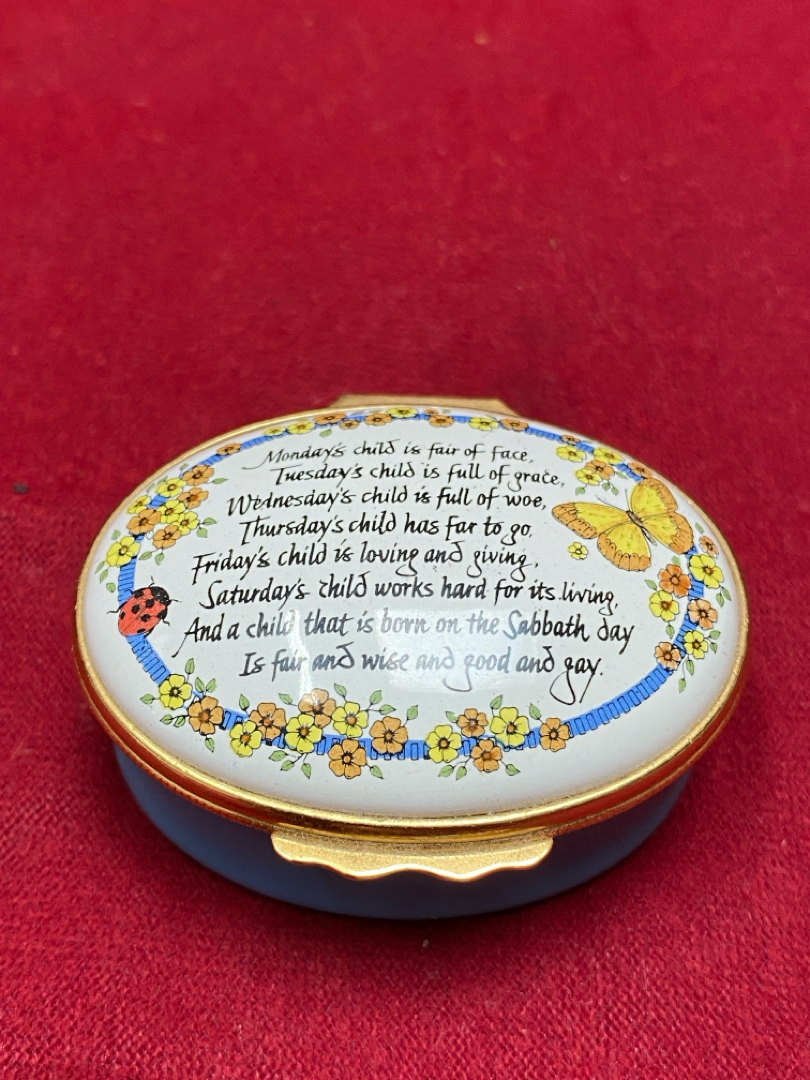 Monday's child is fair of face,
Tuesday's child is full of grace,
Wednesday's child is full of woe,
Thursday's child has far to go,
Friday's child is loving and giving,
Saturday's child works hard for its living,
And a child that is born on the Sabbath day
Is fair and wise and good and gay.